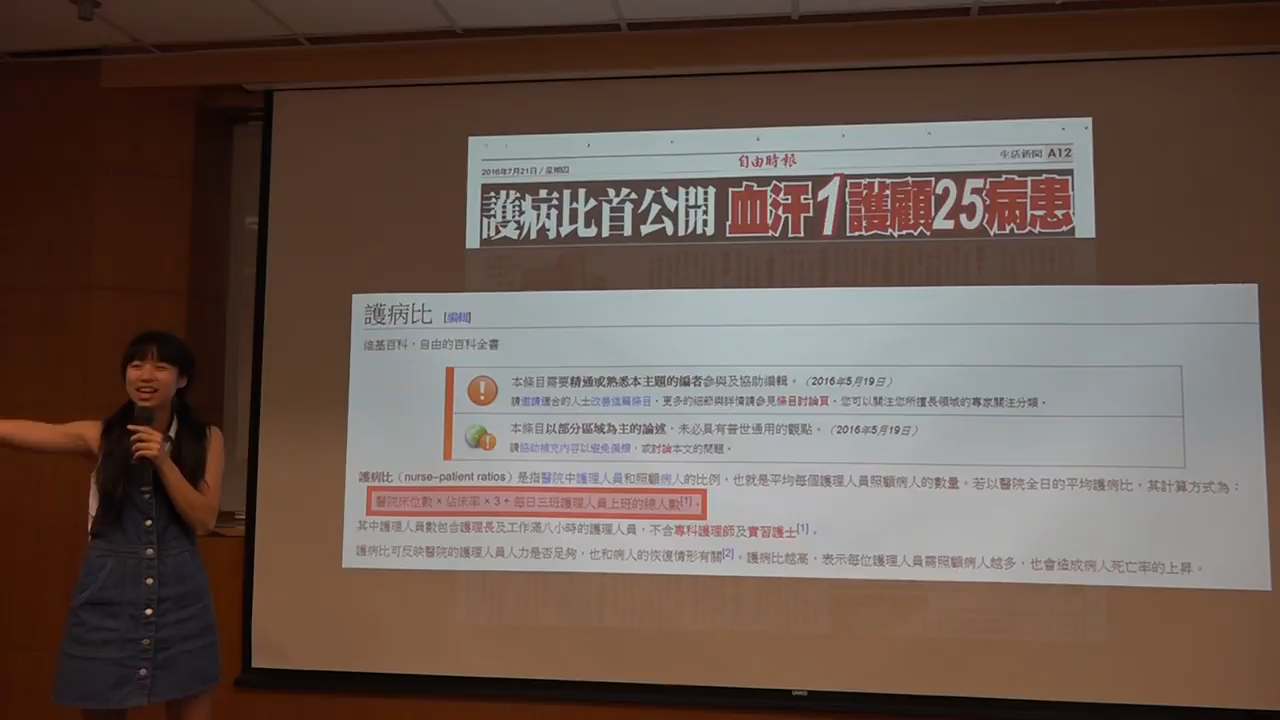 2016年7月21日/星期四
自由時報
生活新聞 A12
護病比首公開 血汗1護顧25病患
護病比 [編輯]
維基百科，自由的百科全書
本條目需要精通或熟悉本主題的編者參與及協助編輯。（2016年5月19日）
請邀請適合的人士改善這篇條目。更多的細節與詳情請參見條目討論頁。您可以關注您所擅長領域的專家關注分類。
本條目以部分區域為主的論述，未必具有普世通用的觀點。（2016年5月19日）
請協助補充內容以避免偏頗，或討論本文的問題。
護病比（nurse–patient ratios）是指醫院中護理人員和照顧病人的比例，也就是平均每個護理人員照顧病人的數量。若以醫院全日的平均護病比，其計算方式為：
醫院床位數 × 佔床率 × 3 ÷ 每日三班護理人員上班的總人數[1]。
其中護理人員數包含護理長及工作滿八小時的護理人員，不含專科護理師及實習護士[1]。
護病比可反映醫院的護理人員人力是否足夠，也和病人的恢復情形有關[2]。護病比越高，表示每位護理人員需照顧病人越多，也會造成病人死亡率的上昇。